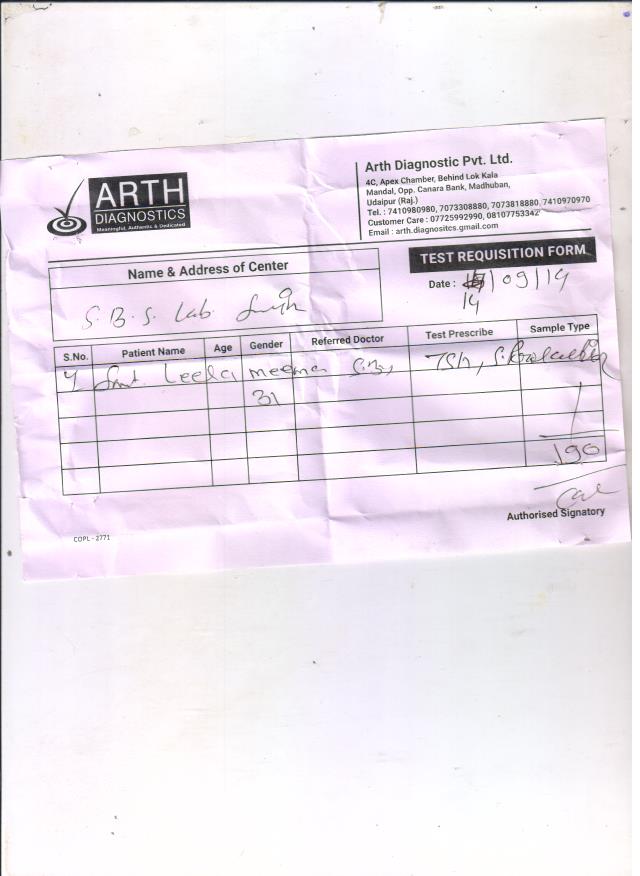 ARTH
DIAGNOSTICS
Meaningful, Authentic & Dedicated
Arth Diagnostic Pvt. Ltd.
4C, Apex Chamber, Behind Lok Kala
Mandal, Opp. Canara Bank, Madhuban,
Udaipur (Raj.)
Tel. : 7410980980, 7073308880, 7073818880, 7410970970
Customer Care : 07725992990, 08107753342
Email : arth.diagnositcs.gmail.com
TEST REQUISITION FORM
Name & Address of Center
Date : /09/19
14
S. B. S. Lab
S.No. Patient Name Age Gender Referred Doctor Test Prescribe Sample Type
Smt. Leela meena TSH,
31
190
Authorised Signatory
COPL - 2771